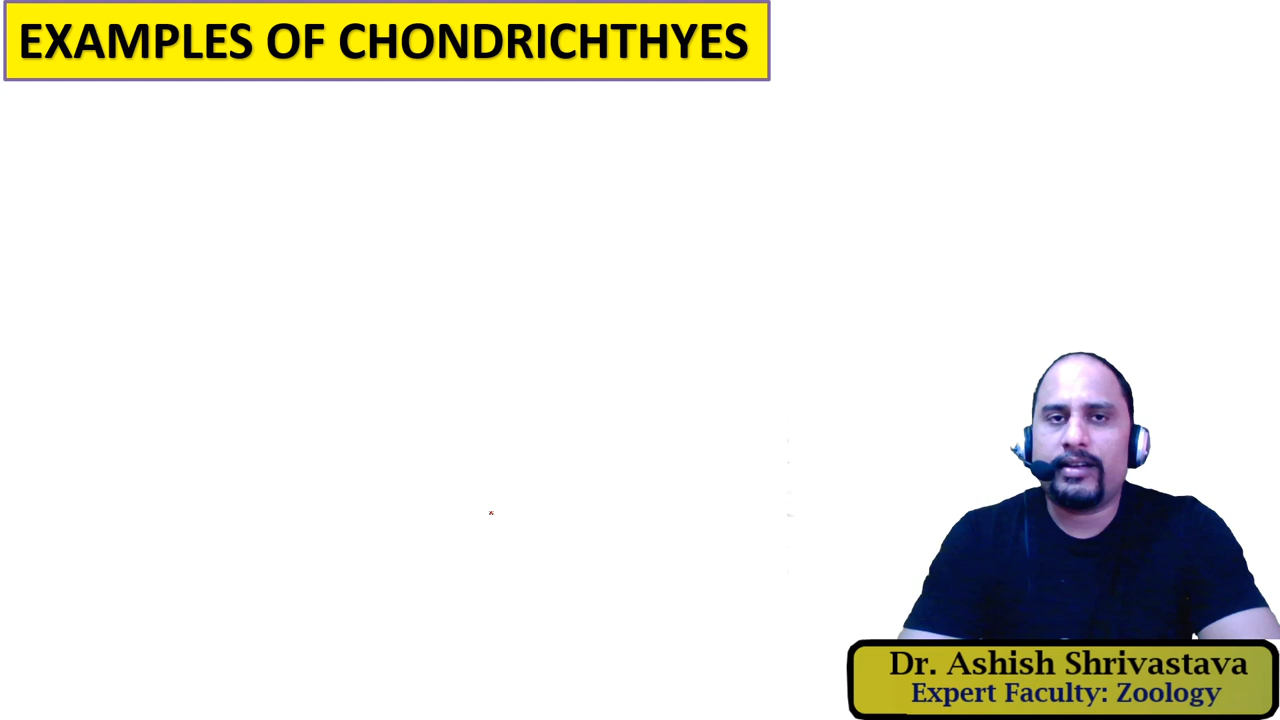 EXAMPLES OF CHONDRICHTHYES
Dr. Ashish Shrivastava
Expert Faculty: Zoology